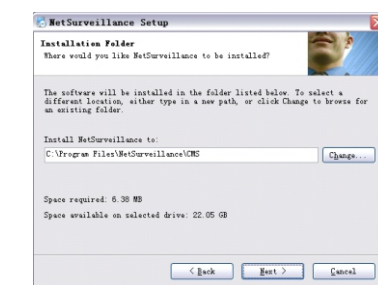 NetSurveillance Setup
Installation Folder
Where would you like NetSurveillance to be installed?
The software will be installed in the folder listed below. To select a
different location, either type in a new path, or click Change to browse for
an existing folder.
Install NetSurveillance to:
C:\Program Files\NetSurveillance\CMS
Change...
Space required: 6.38 MB
Space available on selected drive: 22.05 GB
< Back
Next >
Cancel